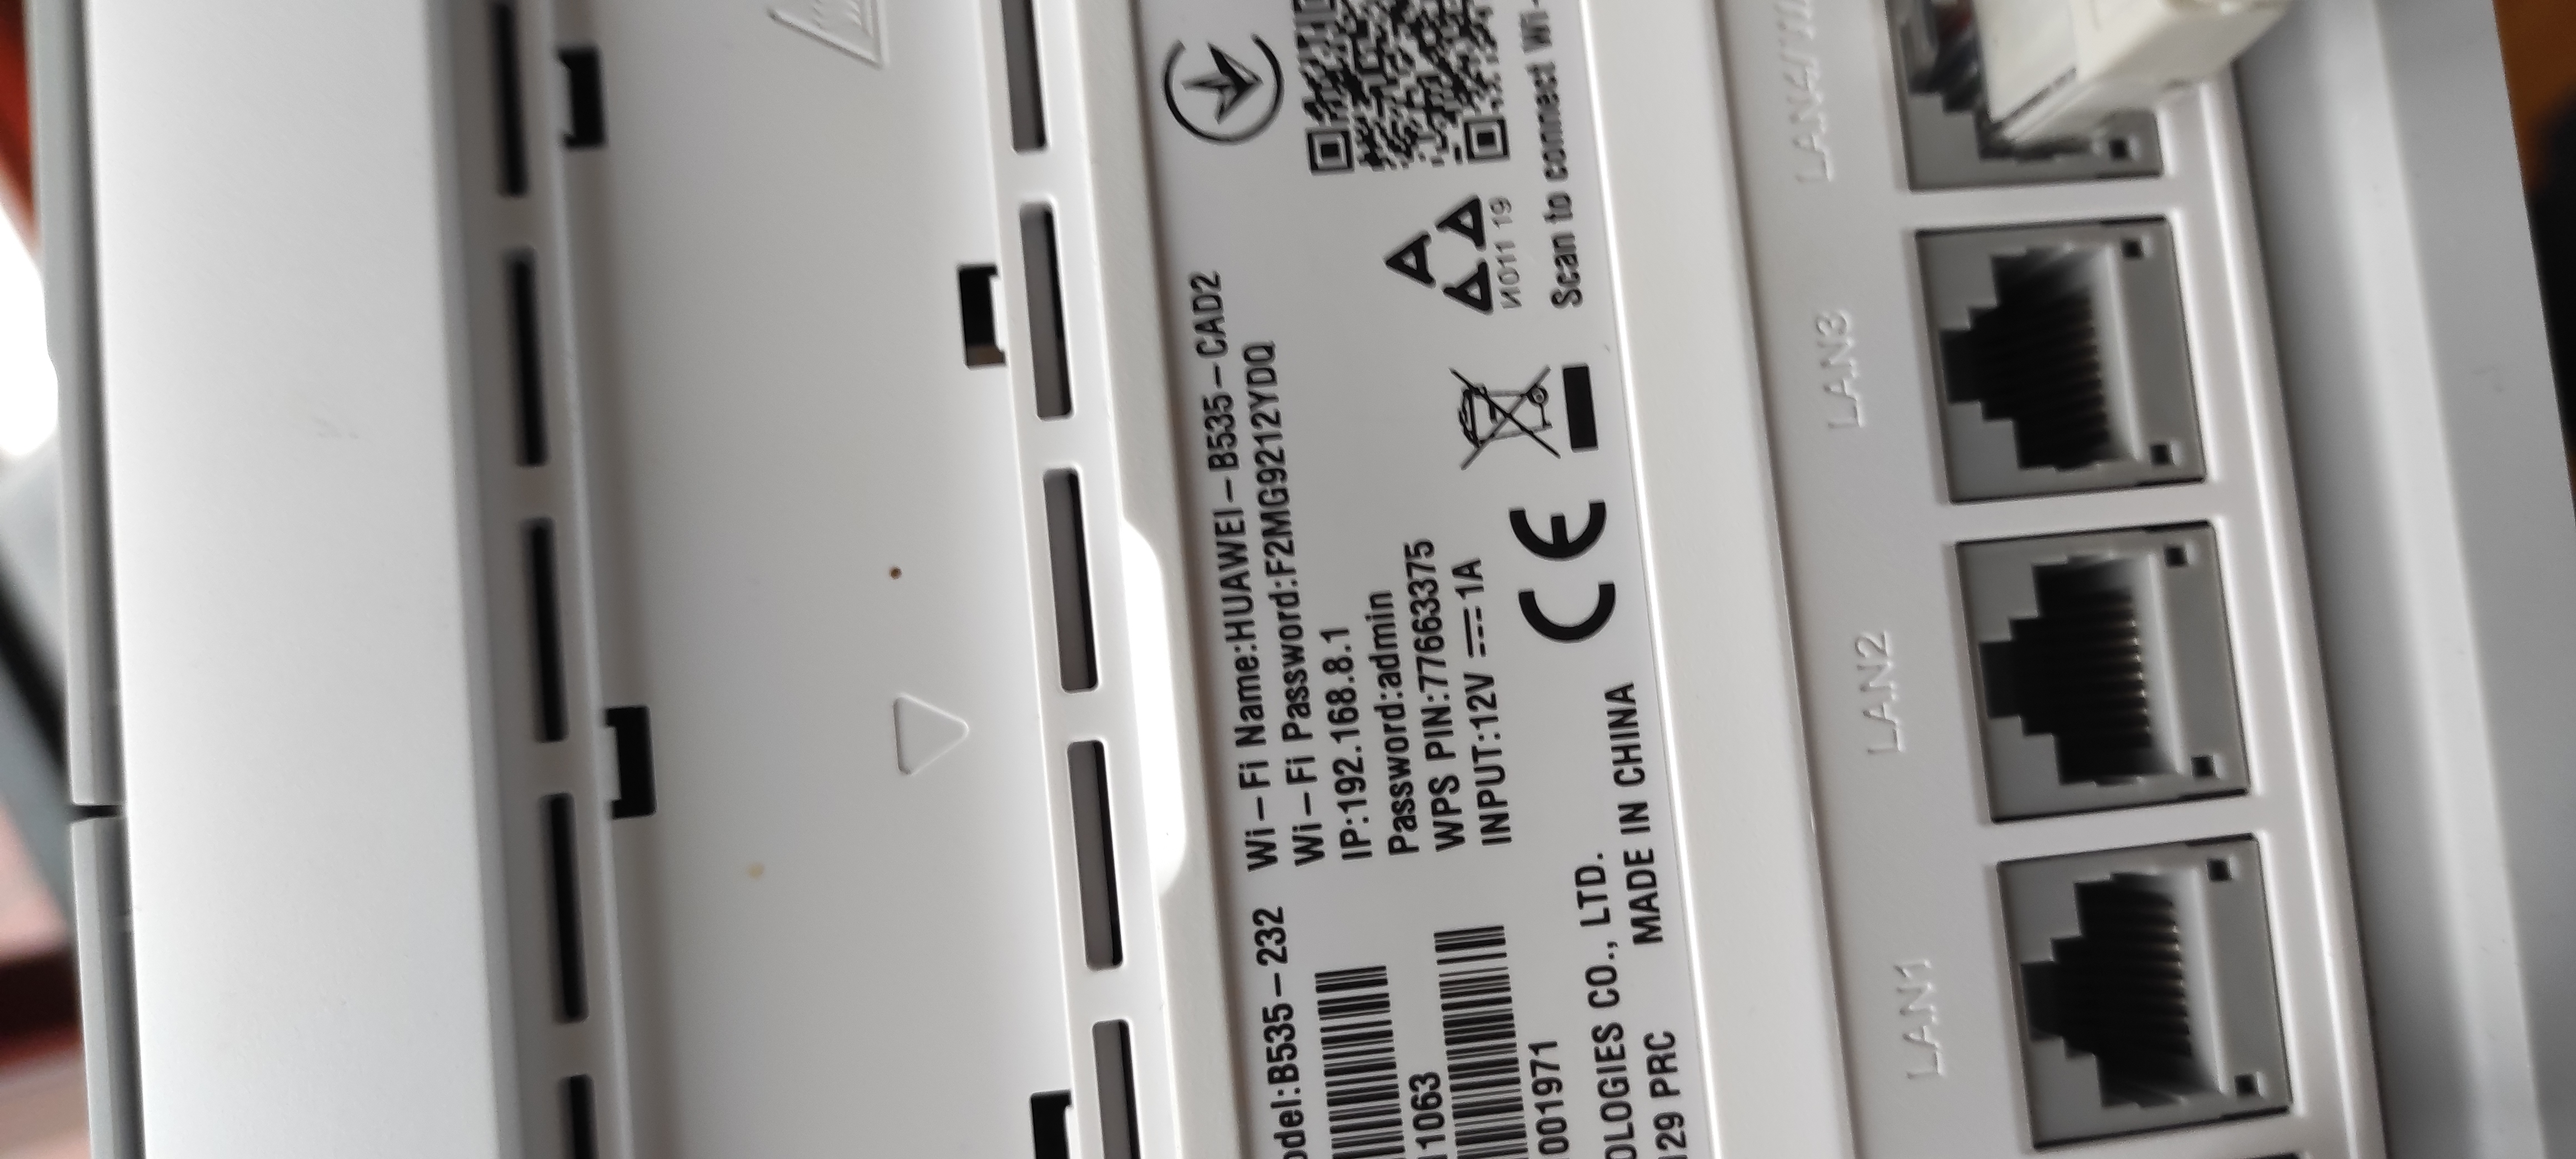 odel:B535-232
11063
001971
OLOGIES CO., LTD.
129 PRC
MADE IN CHINA
Wi-Fi Name:HUAWEI-B535-CAD2
Wi-Fi Password:F2MG9212YDQ
IP:192.168.8.1
Password:admin
WPS PIN:77663375
INPUT:12V ⎓ 1A
CE
И011 19
Scan to connect Wi-
LAN1
LAN2
LAN3
LAN4/W